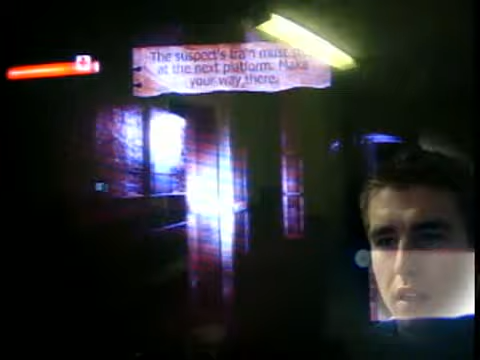 The suspect's train must
at the next platform. Make
your way there.